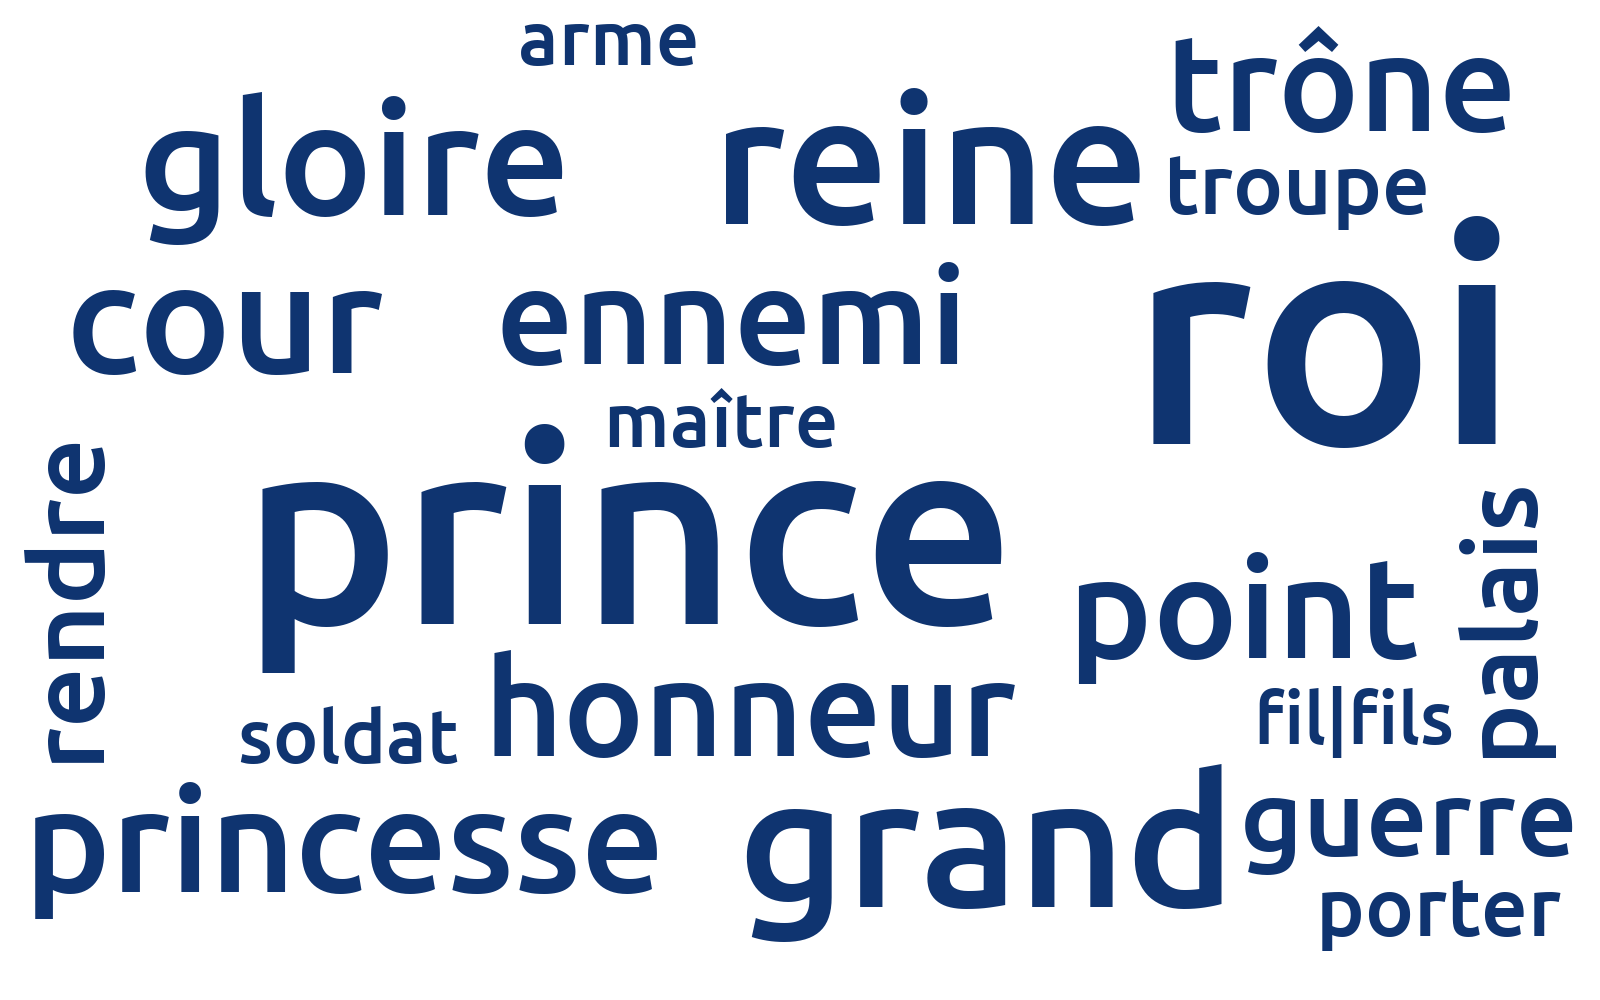 arme
trône
gloire
reine
troupe
roi
cour
ennemi
maître
prince
rendre
palais
point
honneur
soldat
fil|fils
princesse
grand
guerre
porter